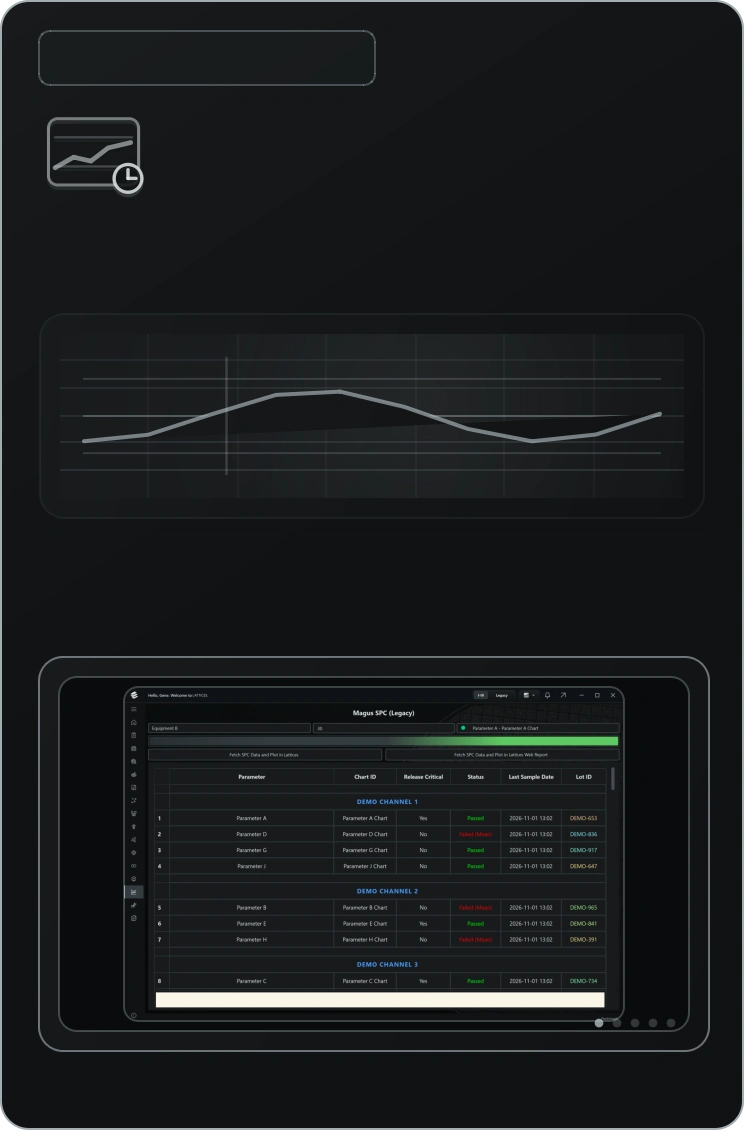 Hello, Gene. Welcome to LATTICES
Legacy
Magus SPC (Legacy)
Equipment B
30
Parameter A - Parameter A Chart
Fetch SPC Data and Plot in Lattices
Fetch SPC Data and Plot in Lattices Web Report
Parameter Chart ID Release Critical Status Last Sample Date Lot ID
DEMO CHANNEL 1
1 Parameter A Parameter A Chart Yes Passed 2026-11-01 13:02 DEMO-653
2 Parameter D Parameter D Chart No Failed (Mean) 2026-11-01 13:02 DEMO-836
3 Parameter G Parameter G Chart No Passed 2026-11-01 13:02 DEMO-917
4 Parameter J Parameter J Chart No Passed 2026-11-01 13:02 DEMO-647
DEMO CHANNEL 2
5 Parameter B Parameter B Chart No Failed (Mean) 2026-11-01 13:02 DEMO-965
6 Parameter E Parameter E Chart Yes Passed 2026-11-01 13:02 DEMO-841
7 Parameter H Parameter H Chart No Failed (Mean) 2026-11-01 13:02 DEMO-391
DEMO CHANNEL 3
8 Parameter C Parameter C Chart Yes Passed 2026-11-01 13:02 DEMO-734